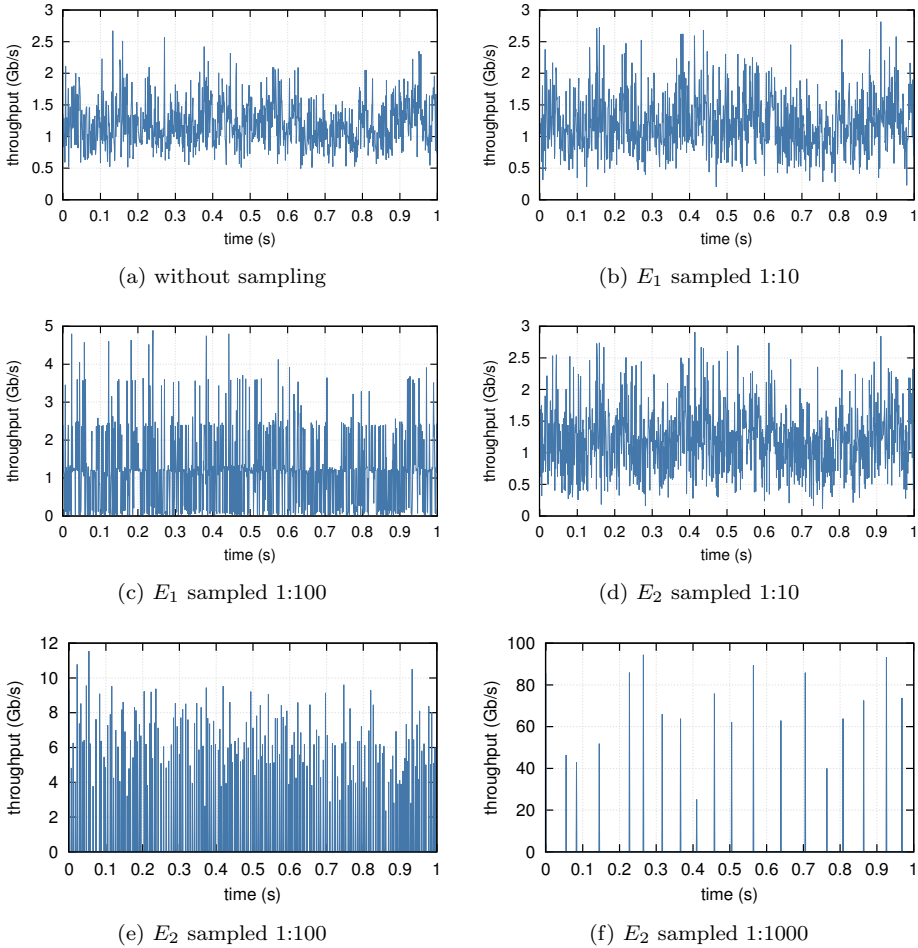 throughput (Gb/s)
3
2.5
2
1.5
1
0.5
0
0 0.1 0.2 0.3 0.4 0.5 0.6 0.7 0.8 0.9 1
time (s)
(a) without sampling
throughput (Gb/s)
3
2.5
2
1.5
1
0.5
0
0 0.1 0.2 0.3 0.4 0.5 0.6 0.7 0.8 0.9 1
time (s)
(b) E₁ sampled 1:10
throughput (Gb/s)
5
4
3
2
1
0
0 0.1 0.2 0.3 0.4 0.5 0.6 0.7 0.8 0.9 1
time (s)
(c) E₁ sampled 1:100
throughput (Gb/s)
3
2.5
2
1.5
1
0.5
0
0 0.1 0.2 0.3 0.4 0.5 0.6 0.7 0.8 0.9 1
time (s)
(d) E₂ sampled 1:10
throughput (Gb/s)
12
10
8
6
4
2
0
0 0.1 0.2 0.3 0.4 0.5 0.6 0.7 0.8 0.9 1
time (s)
(e) E₂ sampled 1:100
throughput (Gb/s)
100
80
60
40
20
0
0 0.1 0.2 0.3 0.4 0.5 0.6 0.7 0.8 0.9 1
time (s)
(f) E₂ sampled 1:1000